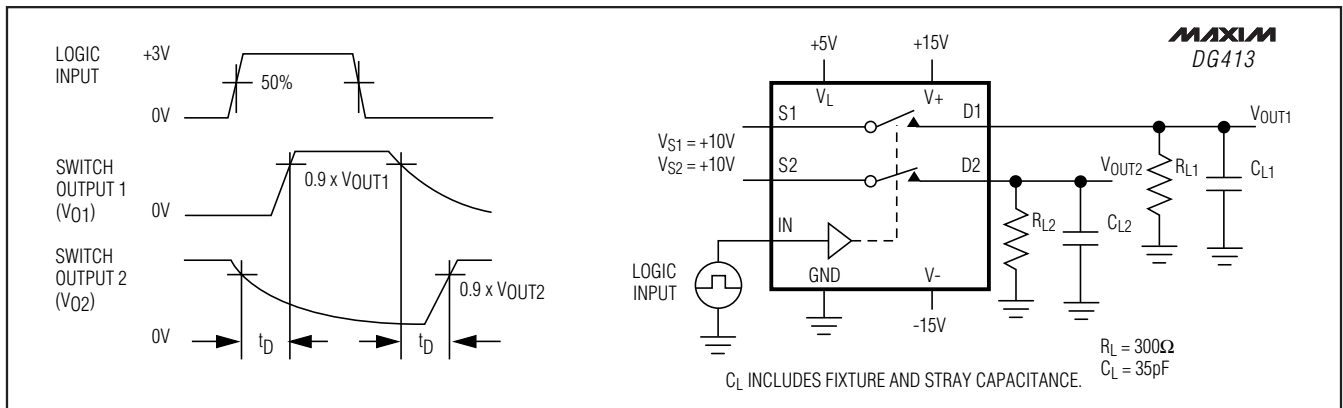 LOGIC
INPUT
+3V
0V
50%
SWITCH
OUTPUT 1
(VO1)
0V
0.9 x VOUT1
SWITCH
OUTPUT 2
(VO2)
0V
0.9 x VOUT2
tD
tD
MAXIM
DG413
+5V
+15V
VL
V+
S1
D1
VOUT1
VS1 = +10V
VS2 = +10V
S2
D2
VOUT2
RL1
CL1
RL2
CL2
IN
LOGIC
INPUT
GND
V-
-15V
RL = 300Ω
CL = 35pF
CL INCLUDES FIXTURE AND STRAY CAPACITANCE.